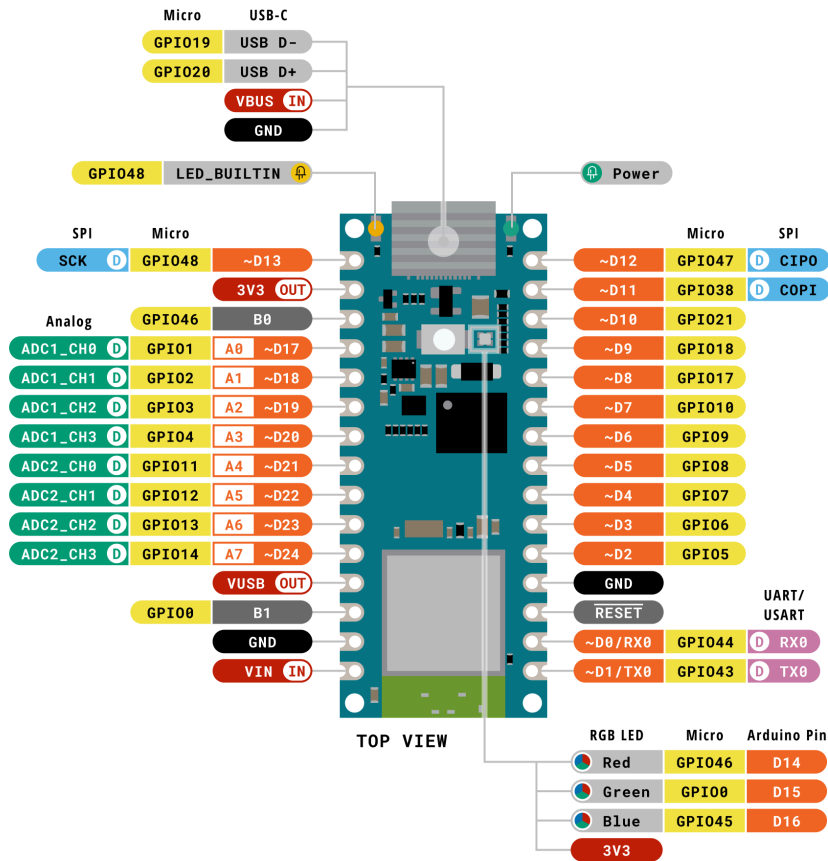 Micro USB-C
GPIO19 USB D-
GPIO20 USB D+
VBUS IN
GND
GPIO48 LED_BUILTIN
Power
SPI Micro
SCK D GPIO48 ~D13
3V3 OUT
GPIO46 B0
Analog
ADC1_CH0 D GPIO1 A0 ~D17
ADC1_CH1 D GPIO2 A1 ~D18
ADC1_CH2 D GPIO3 A2 ~D19
ADC1_CH3 D GPIO4 A3 ~D20
ADC2_CH0 D GPIO11 A4 ~D21
ADC2_CH1 D GPIO12 A5 ~D22
ADC2_CH2 D GPIO13 A6 ~D23
ADC2_CH3 D GPIO14 A7 ~D24
VUSB OUT
GPIO0 B1
GND
VIN IN
Micro SPI
~D12 GPIO47 D CIPO
~D11 GPIO38 D COPI
~D10 GPIO21
~D9 GPIO18
~D8 GPIO17
~D7 GPIO10
~D6 GPIO9
~D5 GPIO8
~D4 GPIO7
~D3 GPIO6
~D2 GPIO5
GND
RESET
UART/
USART
~D0/RX0 GPIO44 D RX0
~D1/TX0 GPIO43 D TX0
TOP VIEW
RGB LED Micro Arduino Pin
Red GPIO46 D14
Green GPIO0 D15
Blue GPIO45 D16
3V3